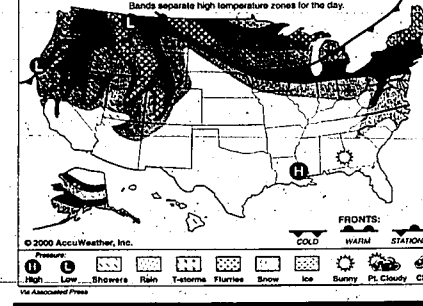 Bands separate high temperature zones for the day.
L
H
FRONTS:
© 2000 AccuWeather, Inc.
COLD WARM STATION
Pressure:
H L
High Low Showers Rain T-storms Flurries Snow Ice Sunny Pt. Cloudy
Via Associated Press